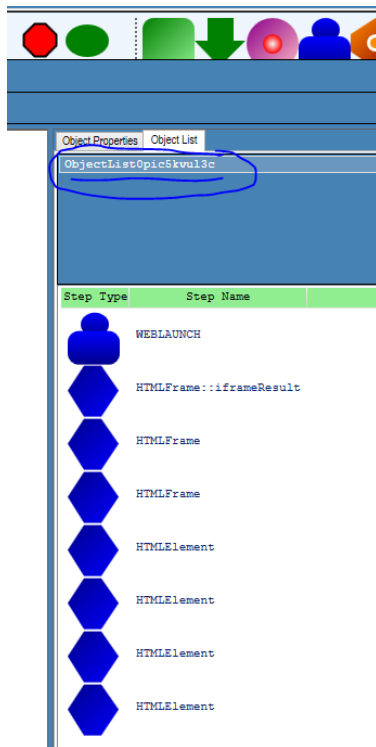 Object Properties Object List
ObjectList0pic5kvul3c
Step Type Step Name
WEBLAUNCH
HTMLFrame::iframeResult
HTMLFrame
HTMLFrame
HTMLElement
HTMLElement
HTMLElement
HTMLElement